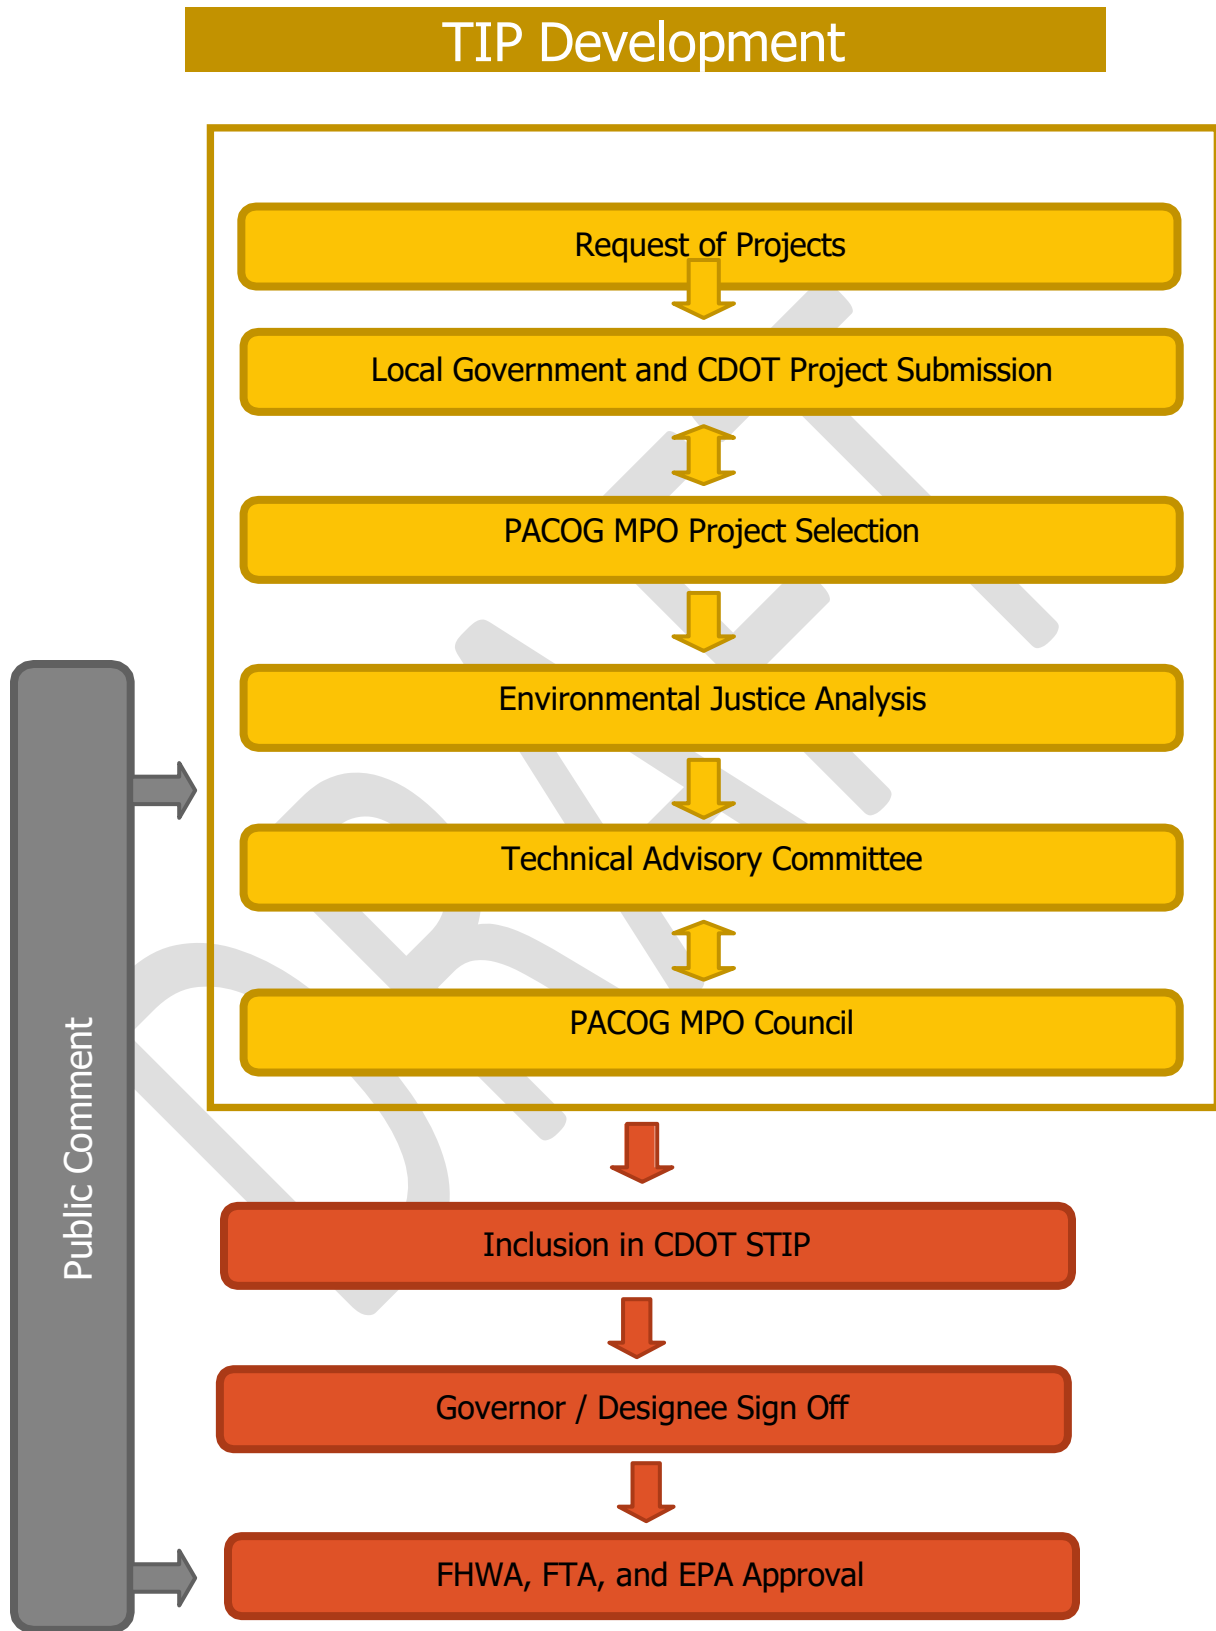 TIP Development
Request of Projects
Local Government and CDOT Project Submission
PACOG MPO Project Selection
Environmental Justice Analysis
Technical Advisory Committee
PACOG MPO Council
Inclusion in CDOT STIP
Governor / Designee Sign Off
FHWA, FTA, and EPA Approval
Public Comment
DRAFT